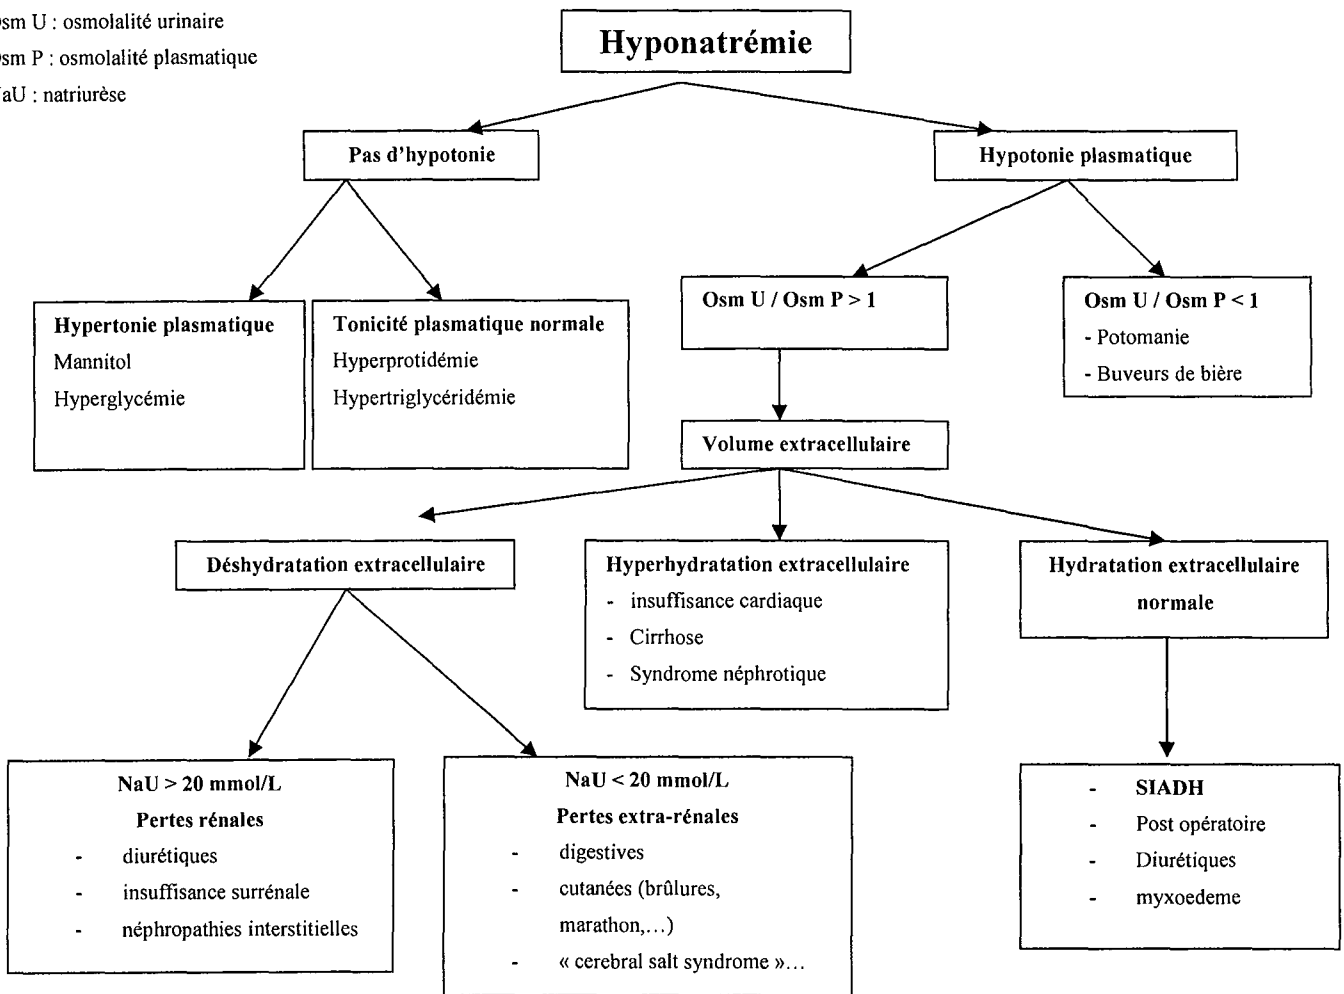 sm U : osmolalité urinaire
sm P : osmolalité plasmatique
aU : natriurèse
Hyponatrémie
Pas d'hypotonie
Hypotonie plasmatique
Hypertonie plasmatique
Mannitol
Hyperglycémie
Tonicité plasmatique normale
Hyperprotidémie
Hypertriglycéridémie
Osm U / Osm P > 1
Osm U / Osm P < 1
- Potomanie
- Buveurs de bière
Volume extracellulaire
Déshydratation extracellulaire
Hyperhydratation extracellulaire
- insuffisance cardiaque
- Cirrhose
- Syndrome néphrotique
Hydratation extracellulaire
normale
NaU > 20 mmol/L
Pertes rénales
- diurétiques
- insuffisance surrénale
- néphropathies interstitielles
NaU < 20 mmol/L
Pertes extra-rénales
- digestives
- cutanées (brûlures,
marathon,…)
- « cerebral salt syndrome »…
- SIADH
- Post opératoire
- Diurétiques
- myxoedeme